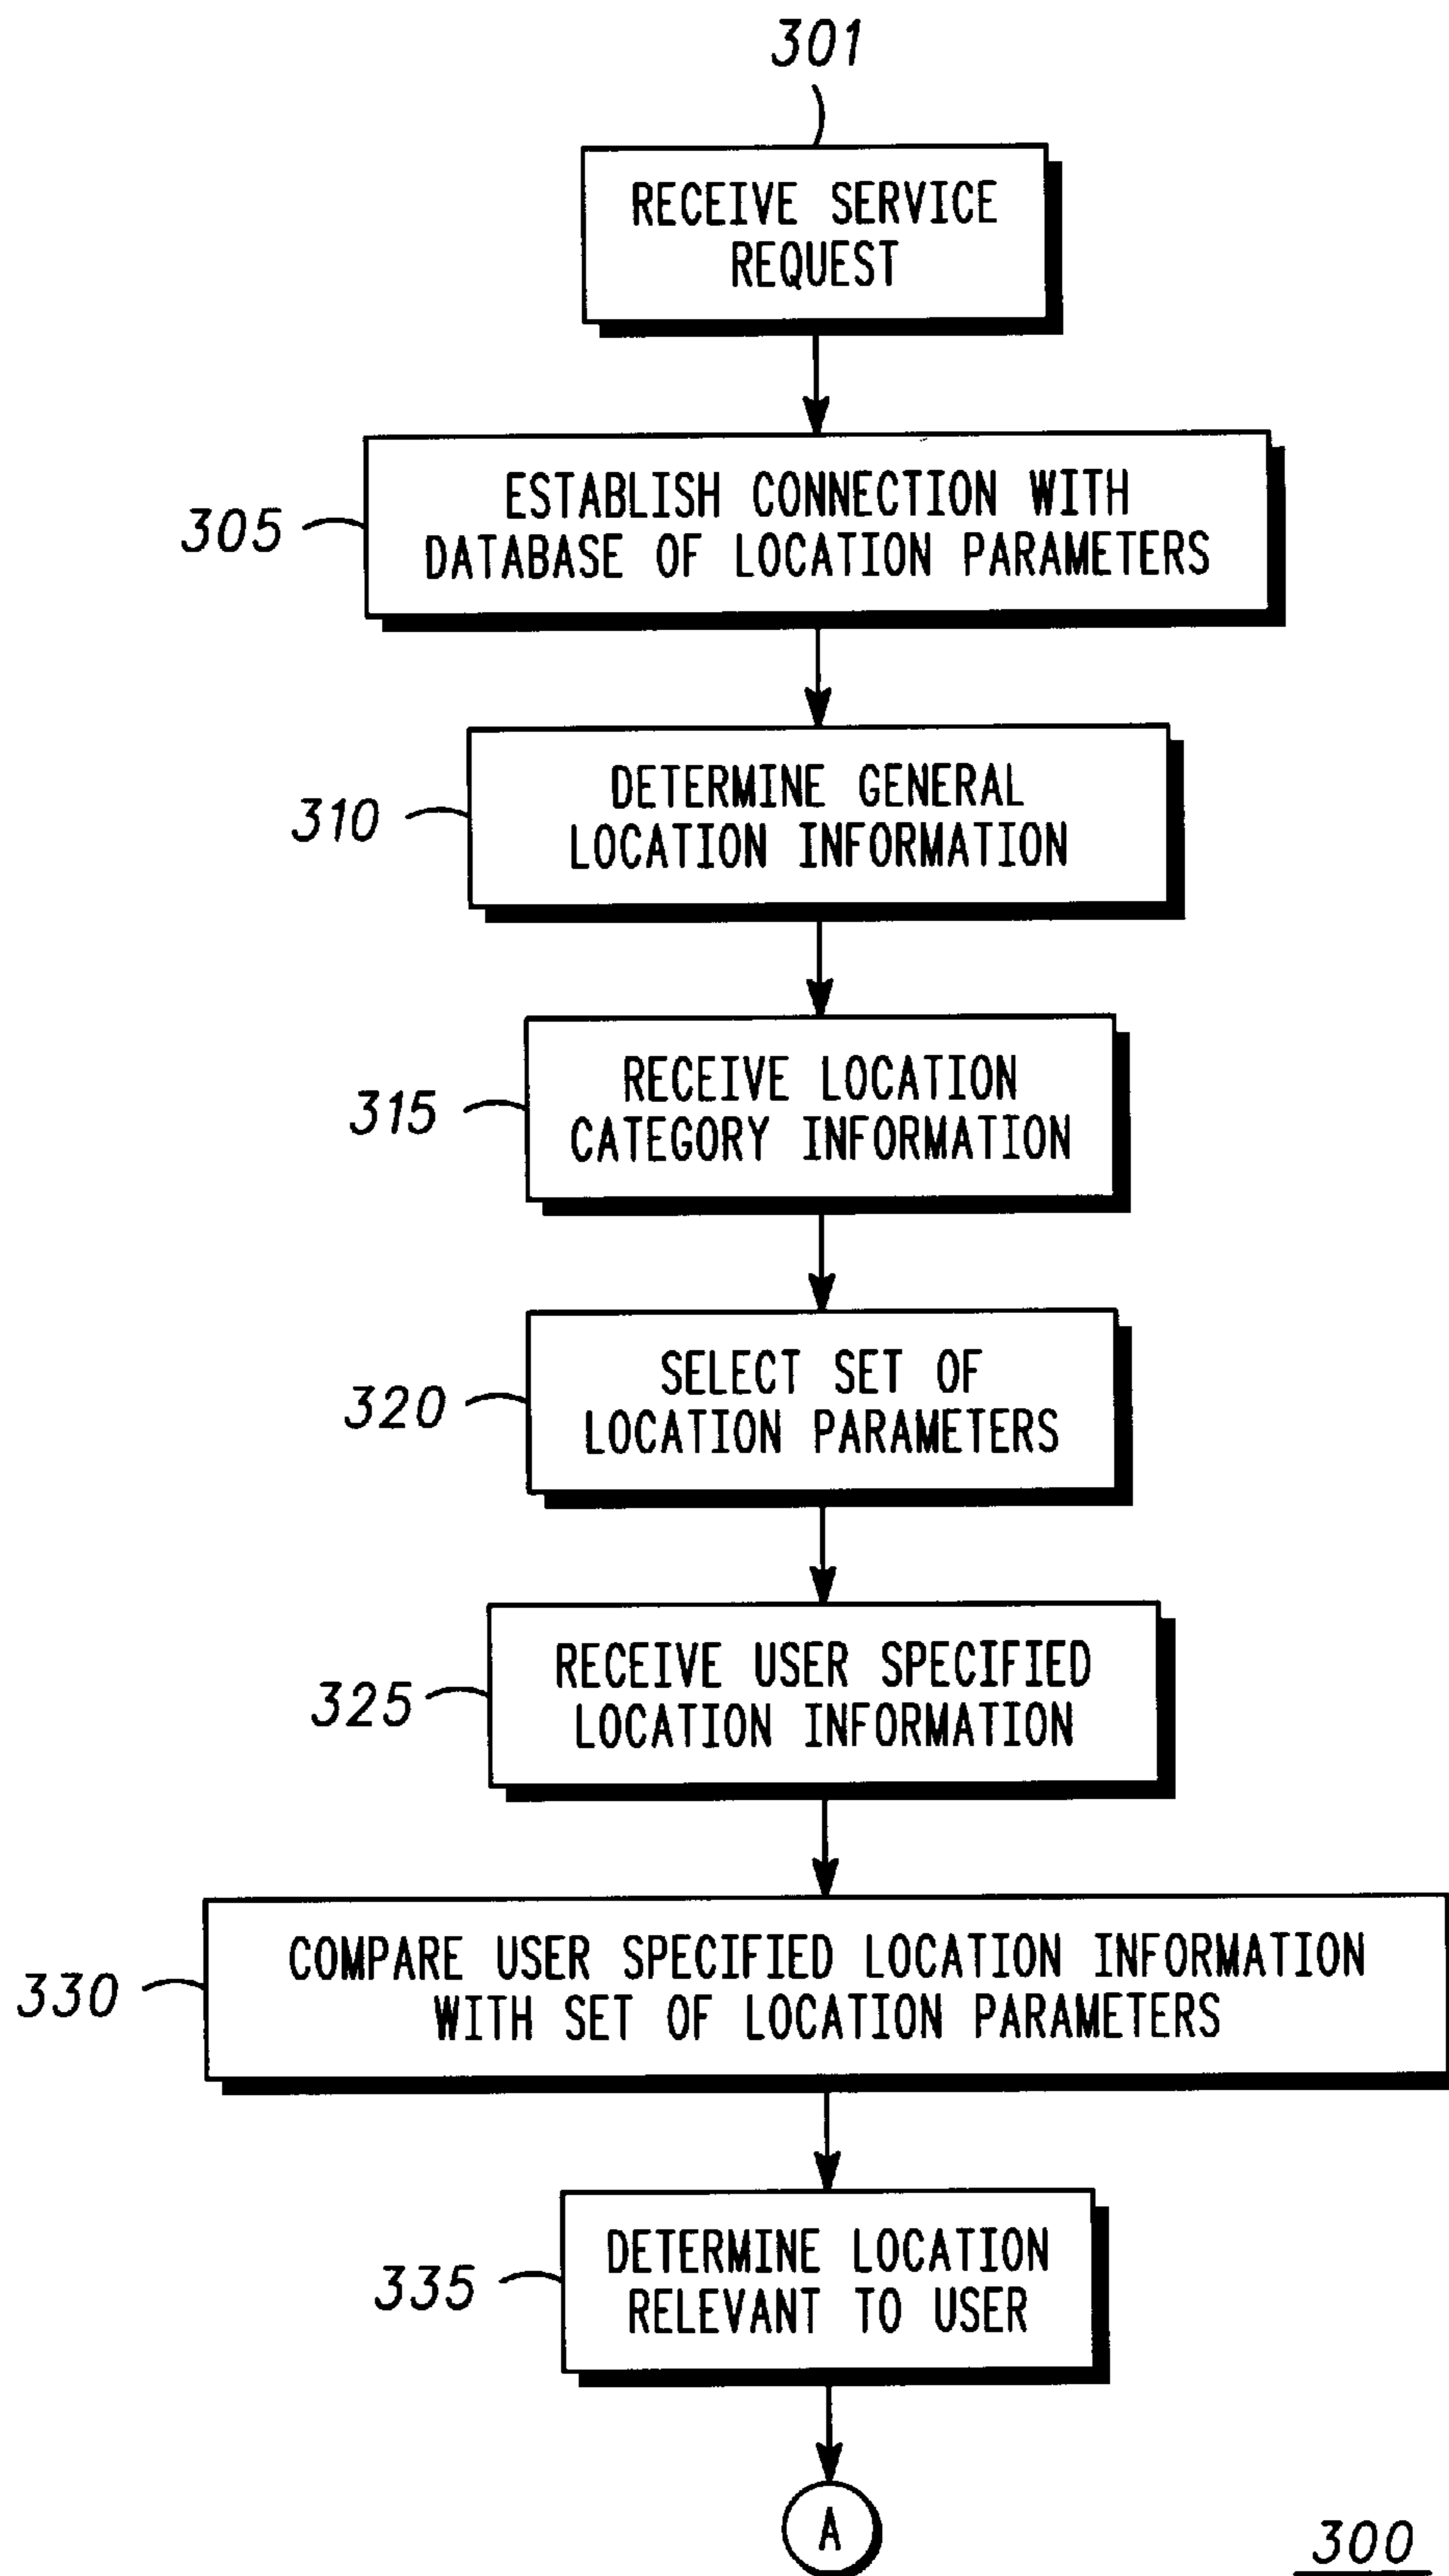 301
RECEIVE SERVICE
REQUEST
305
ESTABLISH CONNECTION WITH
DATABASE OF LOCATION PARAMETERS
310
DETERMINE GENERAL
LOCATION INFORMATION
315
RECEIVE LOCATION
CATEGORY INFORMATION
320
SELECT SET OF
LOCATION PARAMETERS
325
RECEIVE USER SPECIFIED
LOCATION INFORMATION
330
COMPARE USER SPECIFIED LOCATION INFORMATION
WITH SET OF LOCATION PARAMETERS
335
DETERMINE LOCATION
RELEVANT TO USER
A
300